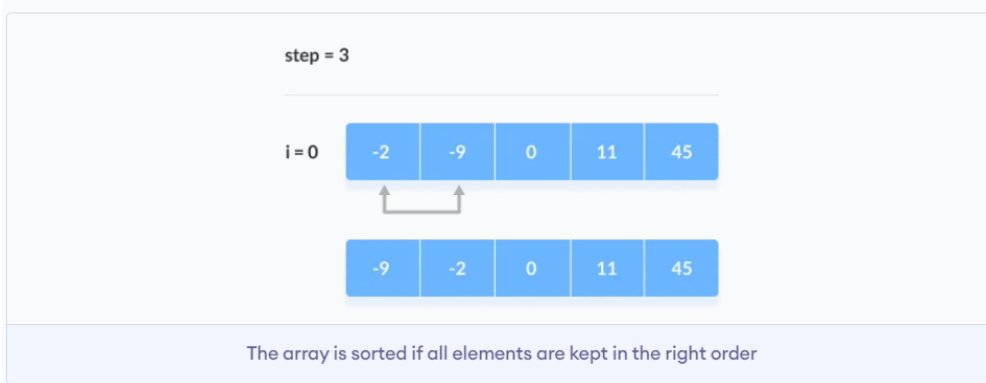 step = 3
i = 0 -2 -9 0 11 45
-9 -2 0 11 45
The array is sorted if all elements are kept in the right order